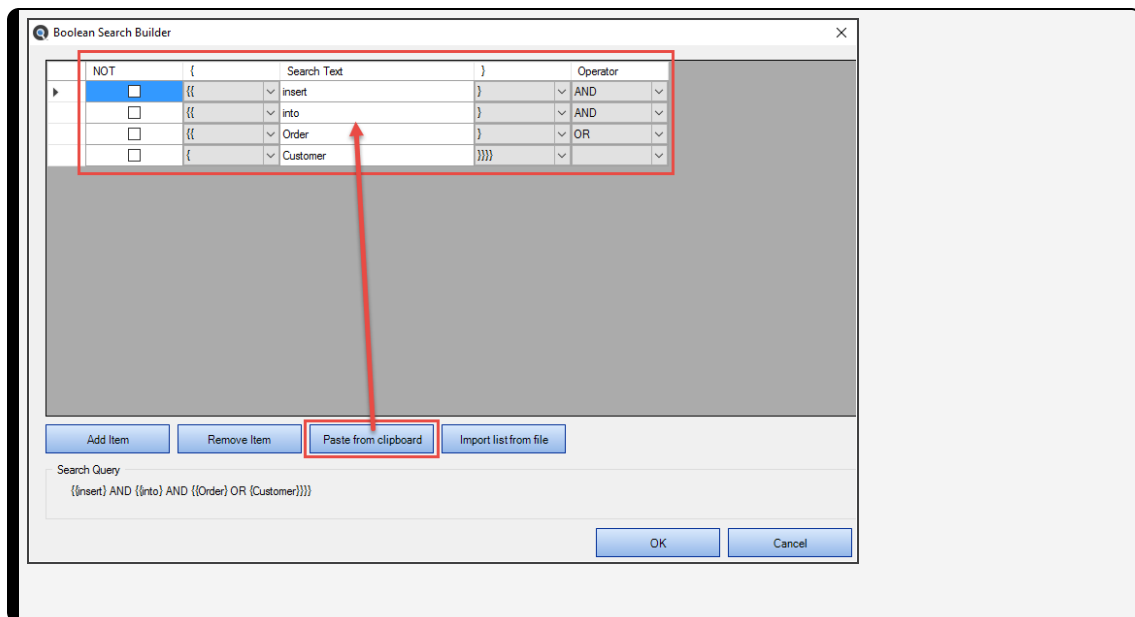 Boolean Search Builder
NOT { Search Text } Operator
{{ insert } AND
{{ into } AND
{{ Order } OR
{ Customer }}}}
Add Item Remove Item Paste from clipboard Import list from file
Search Query
{{insert} AND {{into} AND {{Order} OR {Customer}}}}
OK Cancel